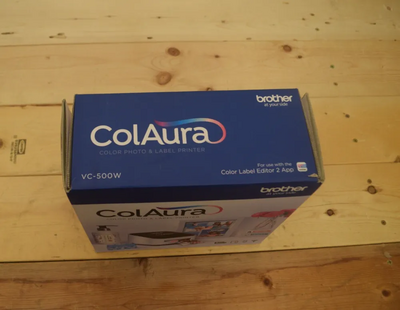 brother
at your side
ColAura
COLOR PHOTO & LABEL PRINTER
VC-500W
For use with the
Color Label Editor 2 App
brother
ColAura